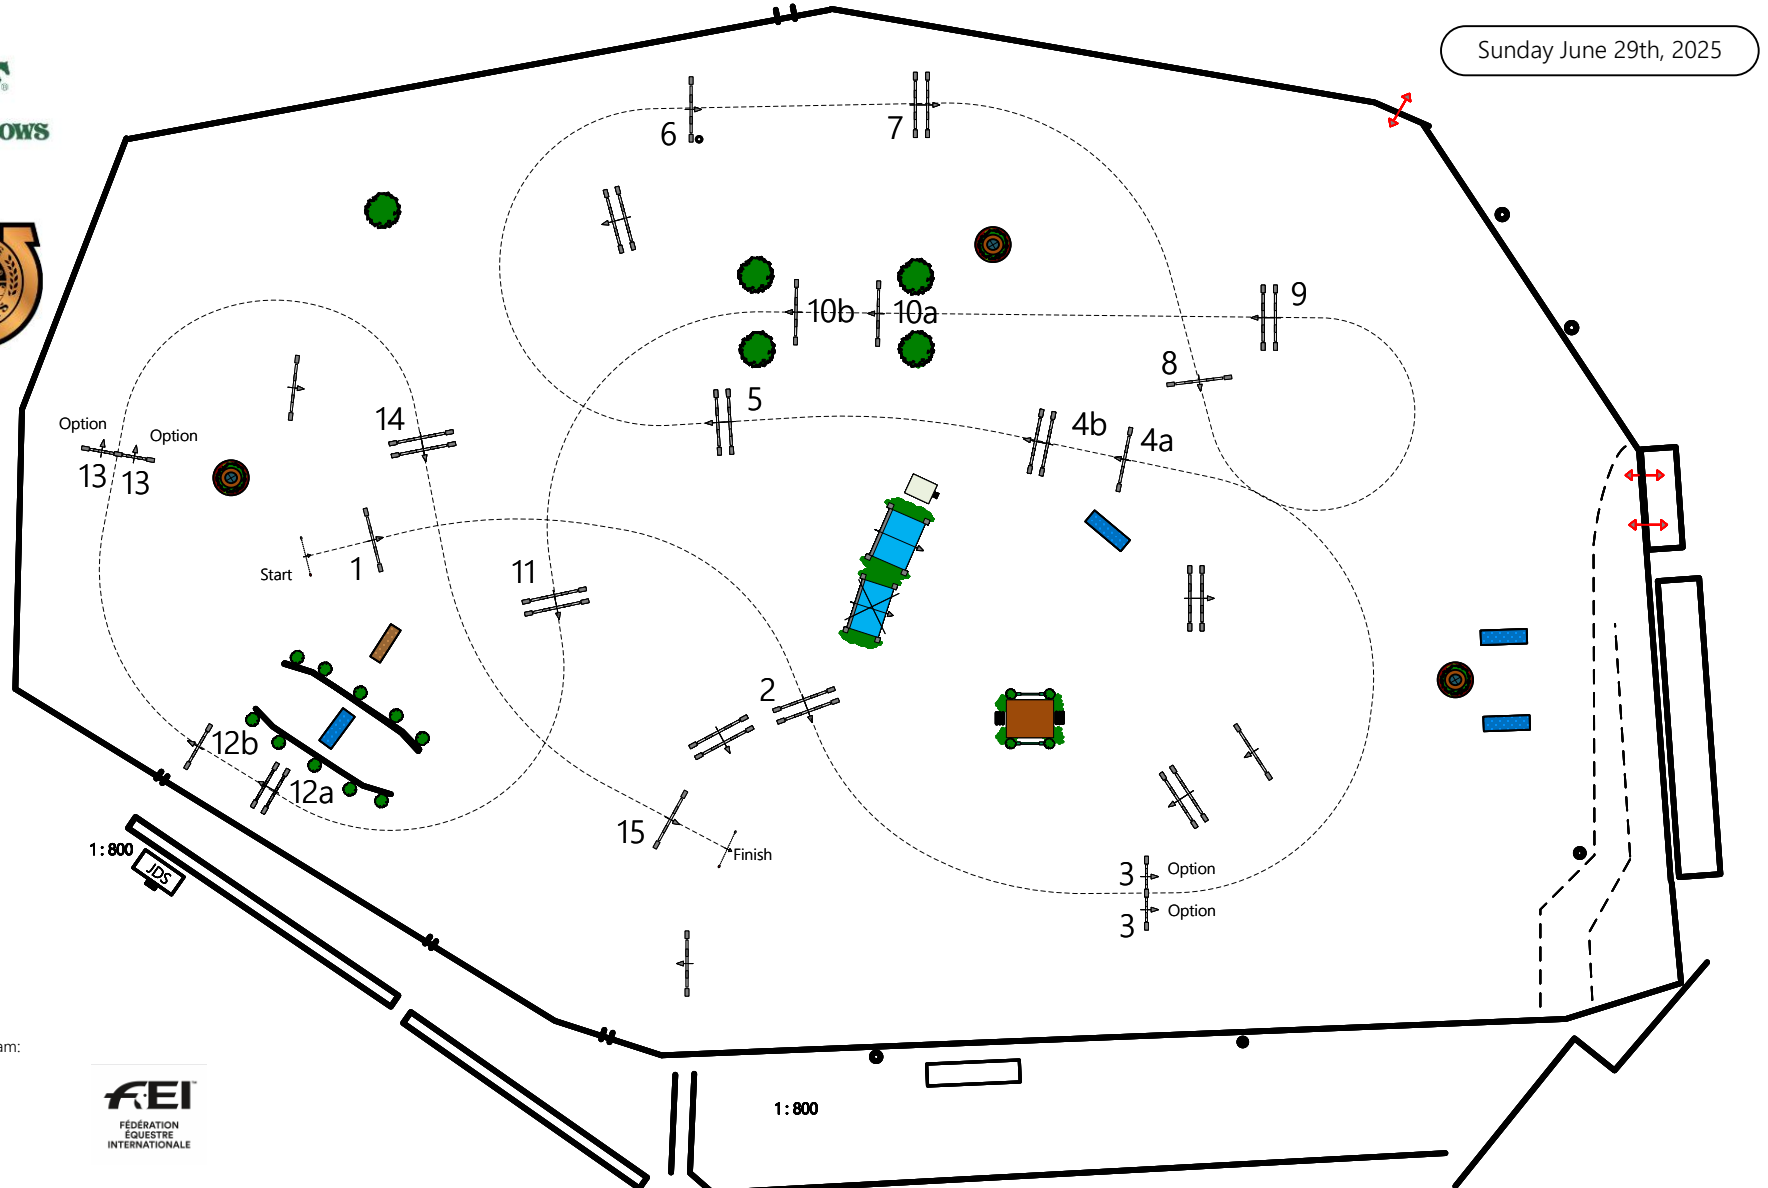 Sunday June 29th, 2025
®
ows
6
7
9
10b
10a
8
5
14
4b
4a
Option
Option
13
13
1
Start
11
2
12b
12a
15
Finish
3
Option
3
Option
1:800
JDS
am:
FEI
FÉDÉRATION
ÉQUESTRE
INTERNATIONALE
1:800